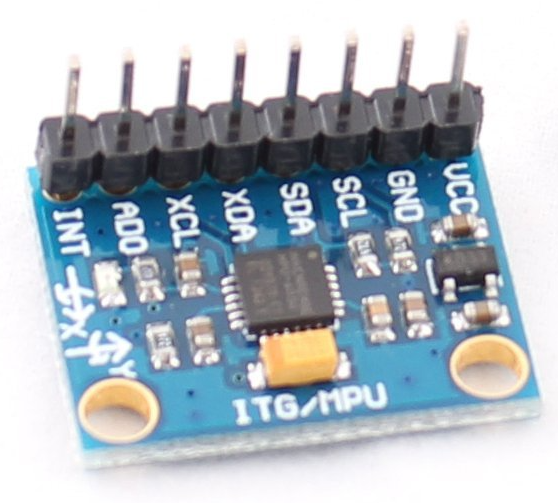 INT
ADO
XCL
XDA
SDA
SCL
GND
VCC
X
Y
ITG/MPU